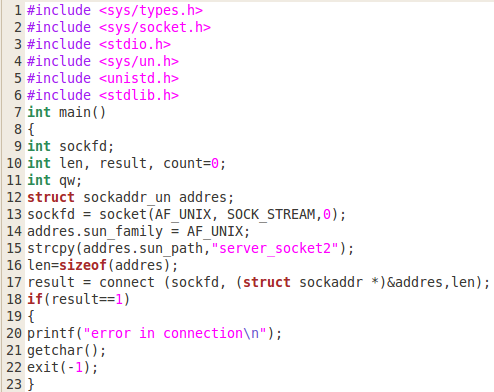 1 #include <sys/types.h>
2 #include <sys/socket.h>
3 #include <stdio.h>
4 #include <sys/un.h>
5 #include <unistd.h>
6 #include <stdlib.h>
7 int main()
8 {
9 int sockfd;
10 int len, result, count=0;
11 int qw;
12 struct sockaddr_un addres;
13 sockfd = socket(AF_UNIX, SOCK_STREAM,0);
14 addres.sun_family = AF_UNIX;
15 strcpy(addres.sun_path,"server_socket2");
16 len=sizeof(addres);
17 result = connect (sockfd, (struct sockaddr *)&addres,len);
18 if(result==1)
19 {
20 printf("error in connection\n");
21 getchar();
22 exit(-1);
23 }